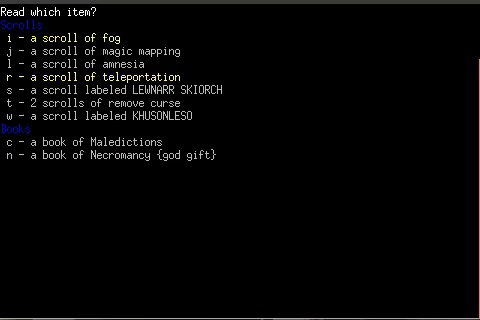 Read which item?
Scrolls
i - a scroll of fog
j - a scroll of magic mapping
l - a scroll of amnesia
r - a scroll of teleportation
s - a scroll labeled LEWNARR SKIORCH
t - 2 scrolls of remove curse
w - a scroll labeled KHUSONLESO
Books
c - a book of Maledictions
n - a book of Necromancy {god gift}